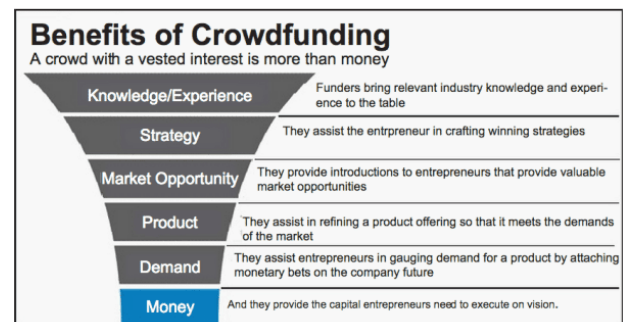 Benefits of Crowdfunding
A crowd with a vested interest is more than money
Knowledge/Experience
Funders bring relevant industry knowledge and experi-
ence to the table
Strategy
They assist the entrpreneur in crafting winning strategies
Market Opportunity
They provide introductions to entrepreneurs that provide valuable
market opportunities
Product
They assist in refining a product offering so that it meets the demands
of the market
Demand
They assist entrepreneurs in gauging demand for a product by attaching
monetary bets on the company future
Money
And they provide the capital entrepreneurs need to execute on vision.